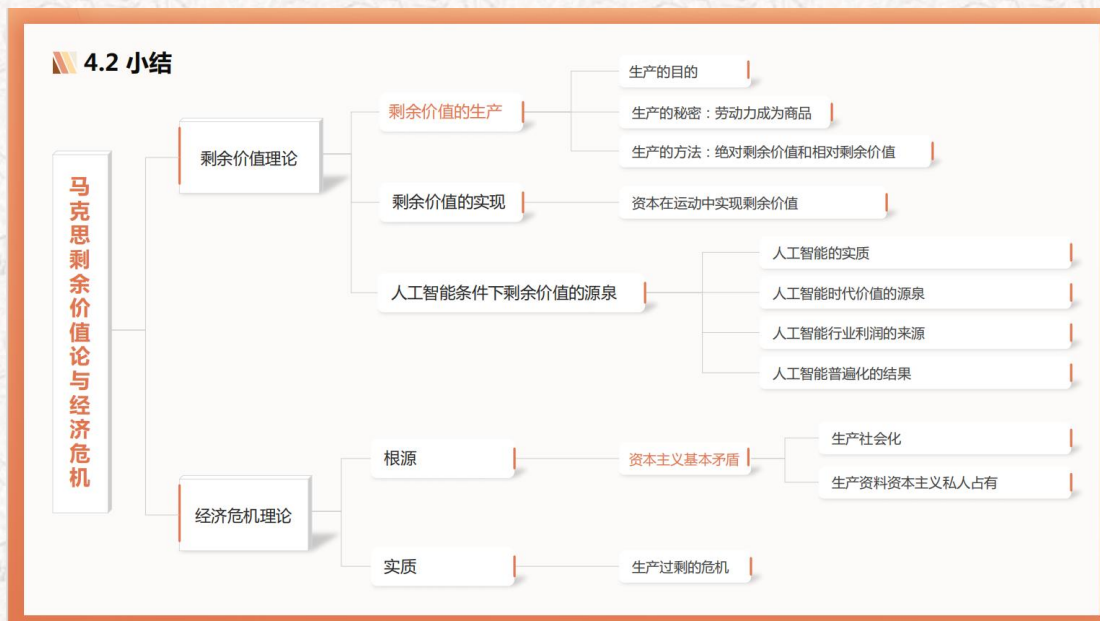 4.2 小结
马克思剩余价值论与经济危机
剩余价值理论
剩余价值的生产
生产的目的
生产的秘密：劳动力成为商品
生产的方法：绝对剩余价值和相对剩余价值
剩余价值的实现
资本在运动中实现剩余价值
人工智能条件下剩余价值的源泉
人工智能的实质
人工智能时代价值的源泉
人工智能行业利润的来源
人工智能普遍化的结果
经济危机理论
根源
资本主义基本矛盾
生产社会化
生产资料资本主义私人占有
实质
生产过剩的危机